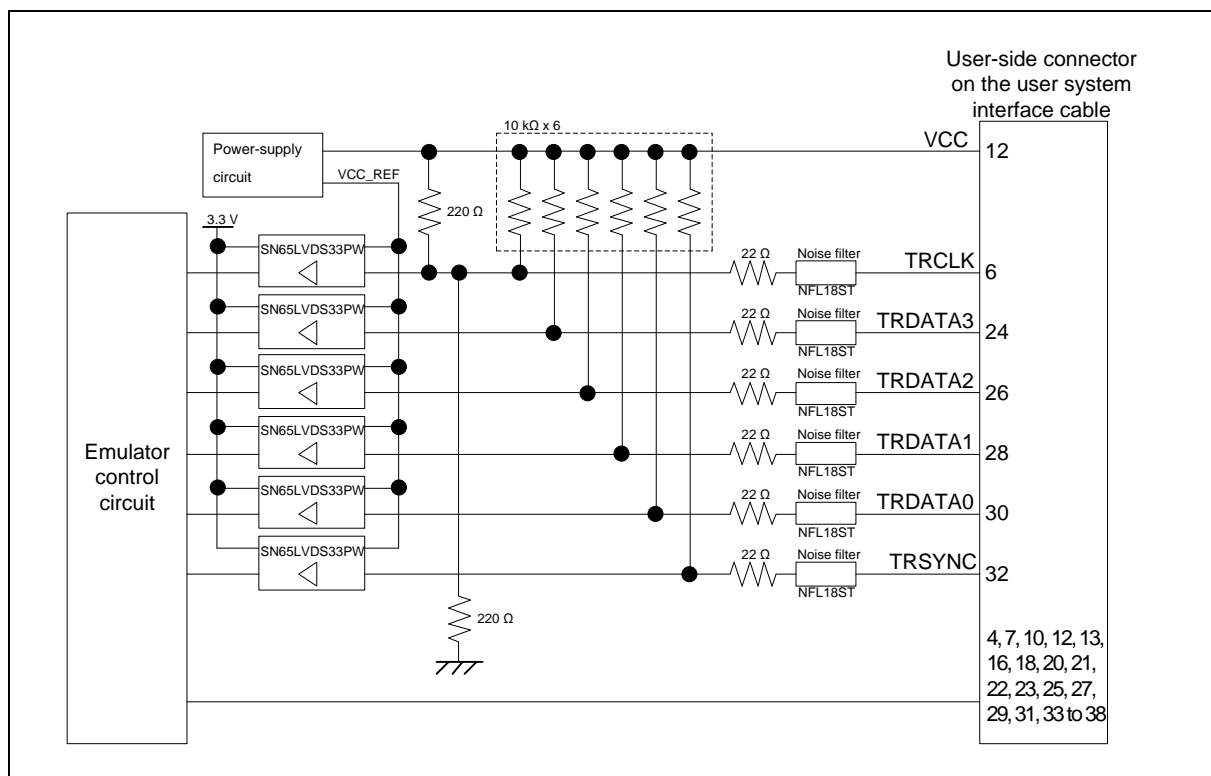 User-side connector
on the user system
interface cable
10 kΩ x 6
VCC
12
Power-supply
circuit
VCC_REF
220 Ω
3.3 V
SN65LVDS33PW
22 Ω
Noise filter
NFL18ST
TRCLK
6
SN65LVDS33PW
22 Ω
Noise filter
NFL18ST
TRDATA3
24
SN65LVDS33PW
22 Ω
Noise filter
NFL18ST
TRDATA2
26
SN65LVDS33PW
22 Ω
Noise filter
NFL18ST
TRDATA1
28
Emulator
control
circuit
SN65LVDS33PW
22 Ω
Noise filter
NFL18ST
TRDATA0
30
SN65LVDS33PW
22 Ω
Noise filter
NFL18ST
TRSYNC
32
220 Ω
4, 7, 10, 12, 13,
16, 18, 20, 21,
22, 23, 25, 27,
29, 31, 33 to 38